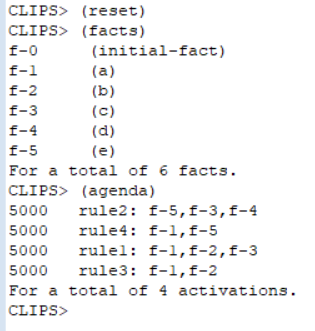 CLIPS> (reset)
CLIPS> (facts)
f-0     (initial-fact)
f-1     (a)
f-2     (b)
f-3     (c)
f-4     (d)
f-5     (e)
For a total of 6 facts.
CLIPS> (agenda)
5000   rule2: f-5,f-3,f-4
5000   rule4: f-1,f-5
5000   rule1: f-1,f-2,f-3
5000   rule3: f-1,f-2
For a total of 4 activations.
CLIPS>